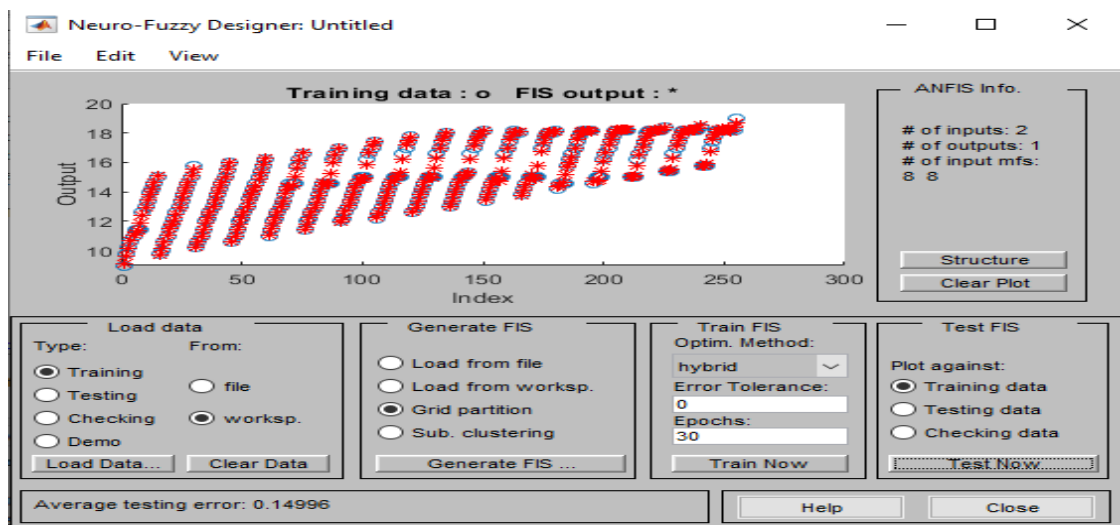 Neuro-Fuzzy Designer: Untitled
File Edit View
Training data : o FIS output : *
20
18
16
14
12
10
Output
0 50 100 150 200 250 300
Index
ANFIS Info.
# of inputs: 2
# of outputs: 1
# of input mfs:
8 8
Structure
Clear Plot
Load data
Type: From:
Training
Testing
Checking
Demo
file
worksp.
Load Data... Clear Data
Generate FIS
Load from file
Load from worksp.
Grid partition
Sub. clustering
Generate FIS ...
Train FIS
Optim. Method:
hybrid
Error Tolerance:
0
Epochs:
30
Train Now
Test FIS
Plot against:
Training data
Testing data
Checking data
Test Now
Average testing error: 0.14996
Help Close